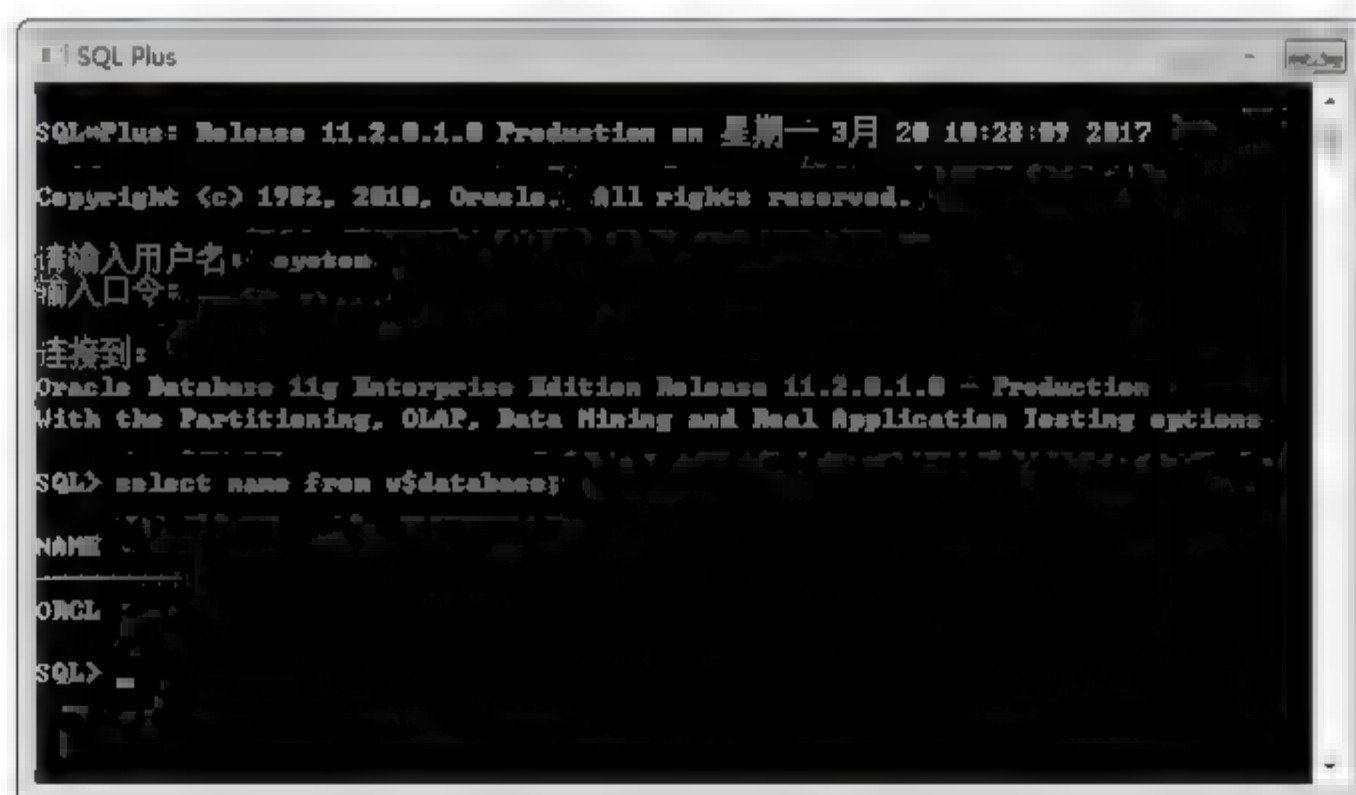 SQL Plus
SQL*Plus: Release 11.2.0.1.0 Production on 星期一 3月 20 10:28:09 2017
Copyright (c) 1982, 2010, Oracle. All rights reserved.
请输入用户名: system
输入口令:
连接到:
Oracle Database 11g Enterprise Edition Release 11.2.0.1.0 - Production
With the Partitioning, OLAP, Data Mining and Real Application Testing options
SQL> select name from v$database;
NAME
---------
ORCL
SQL>